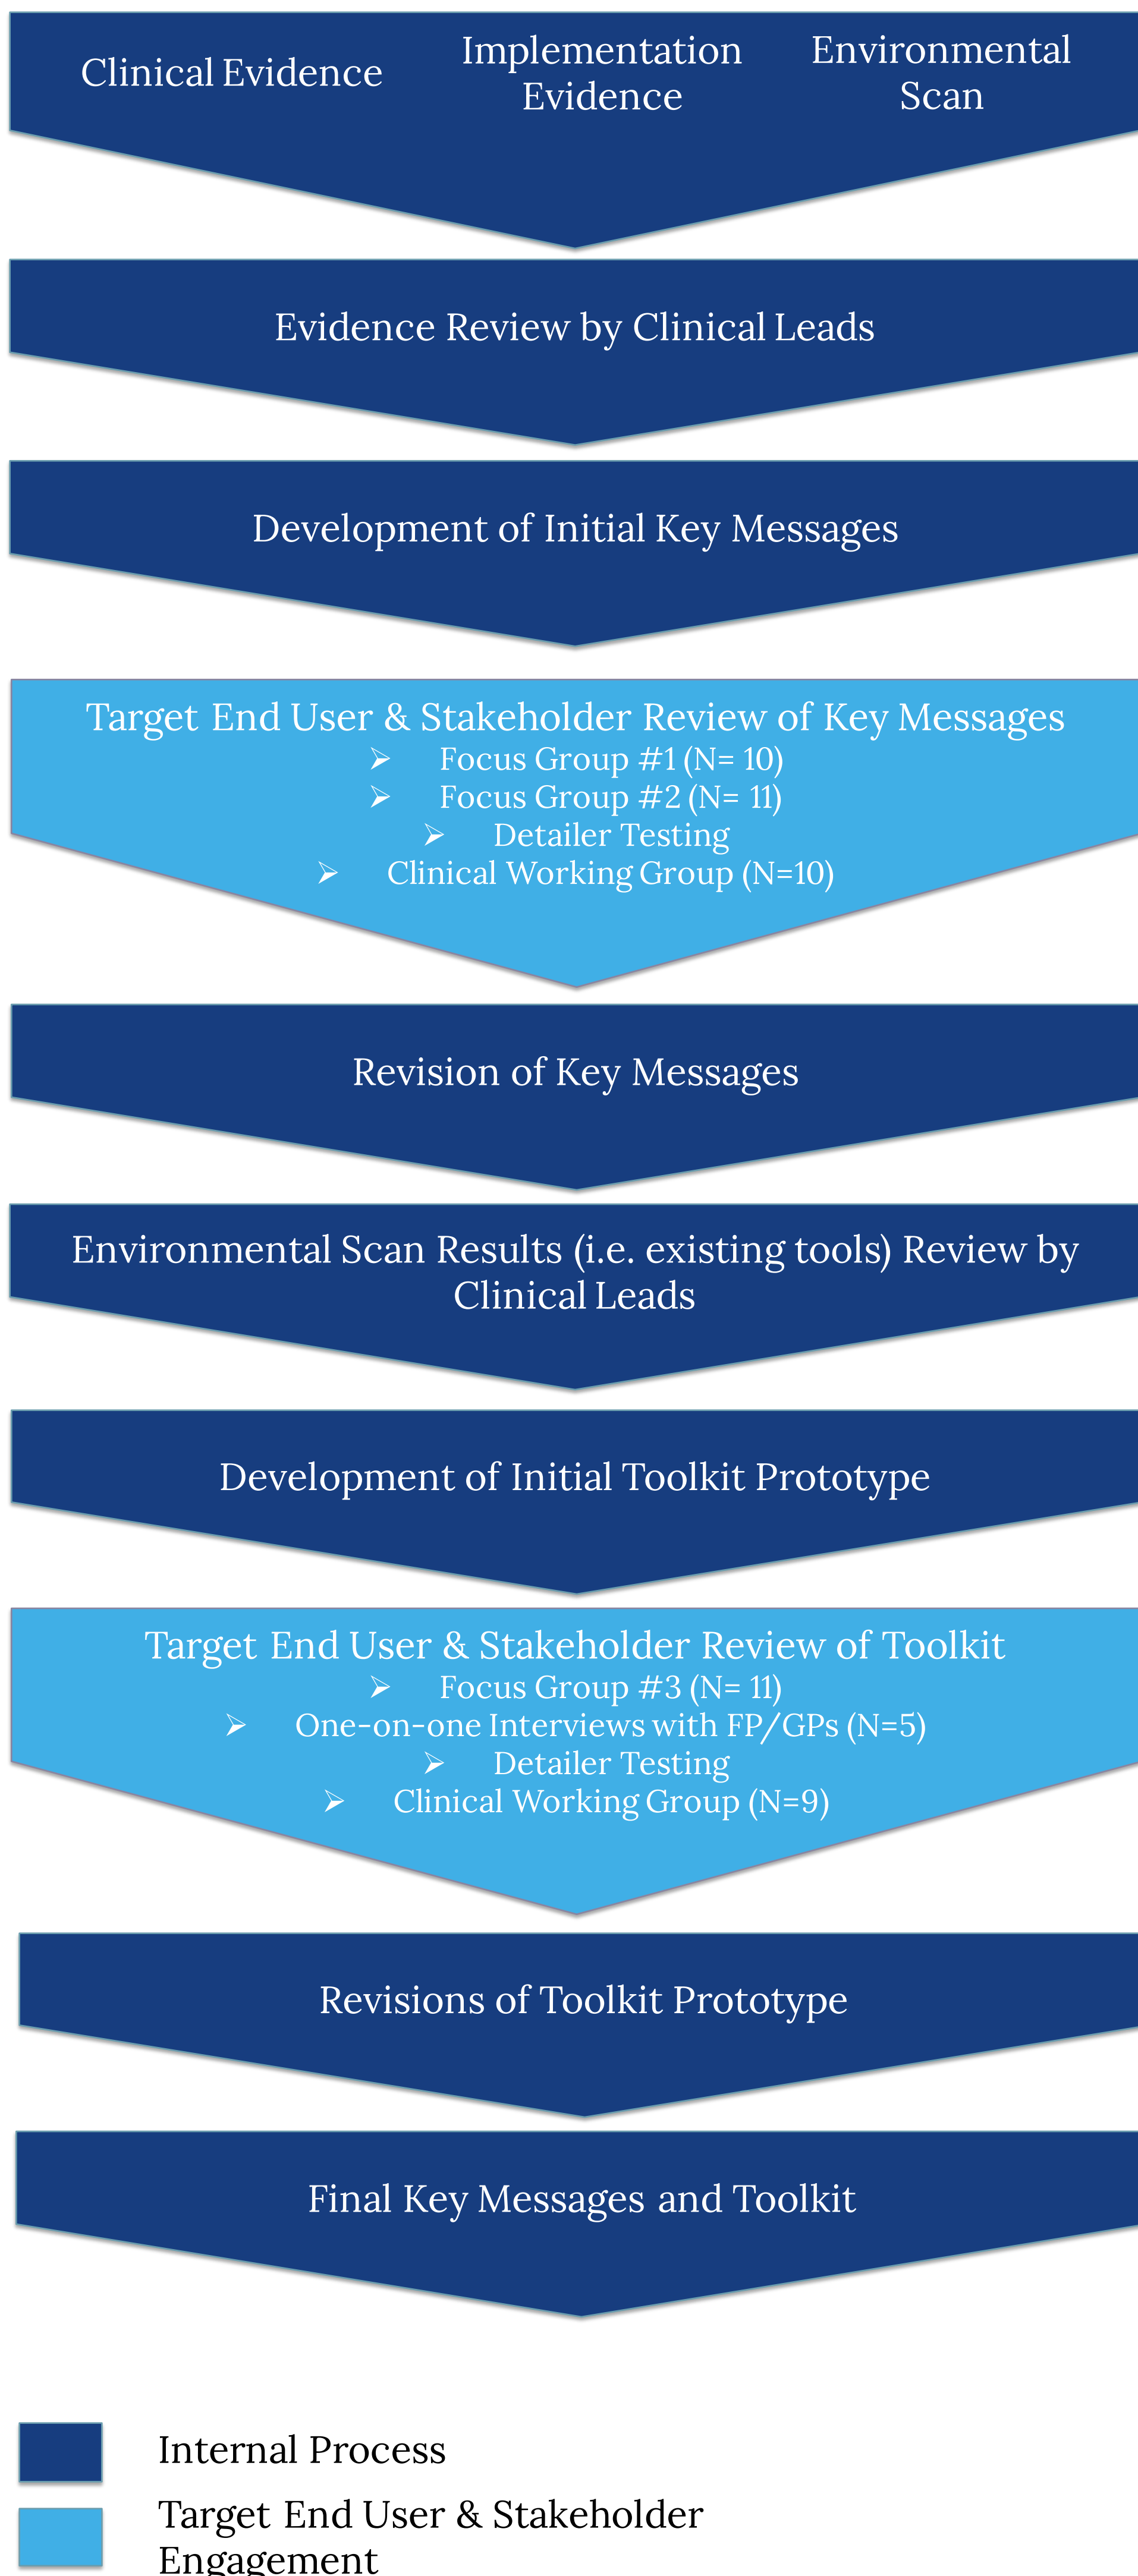 Clinical Evidence
Implementation
Evidence
Environmental
Scan
Evidence Review by Clinical Leads
Development of Initial Key Messages
Target End User & Stakeholder Review of Key Messages
➢ Focus Group #1 (N= 10)
➢ Focus Group #2 (N= 11)
➢ Detailer Testing
➢ Clinical Working Group (N=10)
Revision of Key Messages
Environmental Scan Results (i.e. existing tools) Review by
Clinical Leads
Development of Initial Toolkit Prototype
Target End User & Stakeholder Review of Toolkit
➢ Focus Group #3 (N= 11)
➢ One-on-one Interviews with FP/GPs (N=5)
➢ Detailer Testing
➢ Clinical Working Group (N=9)
Revisions of Toolkit Prototype
Final Key Messages and Toolkit
Internal Process
Target End User & Stakeholder
Engagement